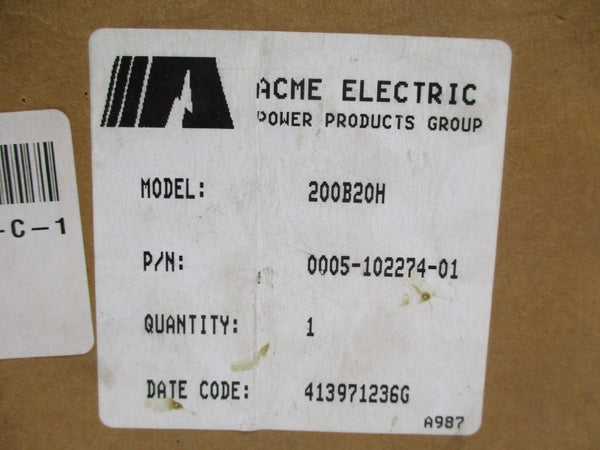 ACME ELECTRIC
POWER PRODUCTS GROUP
MODEL: 200B20H
-C-1
P/N: 0005-102274-01
QUANTITY: 1
DATE CODE: 413971236G
A987